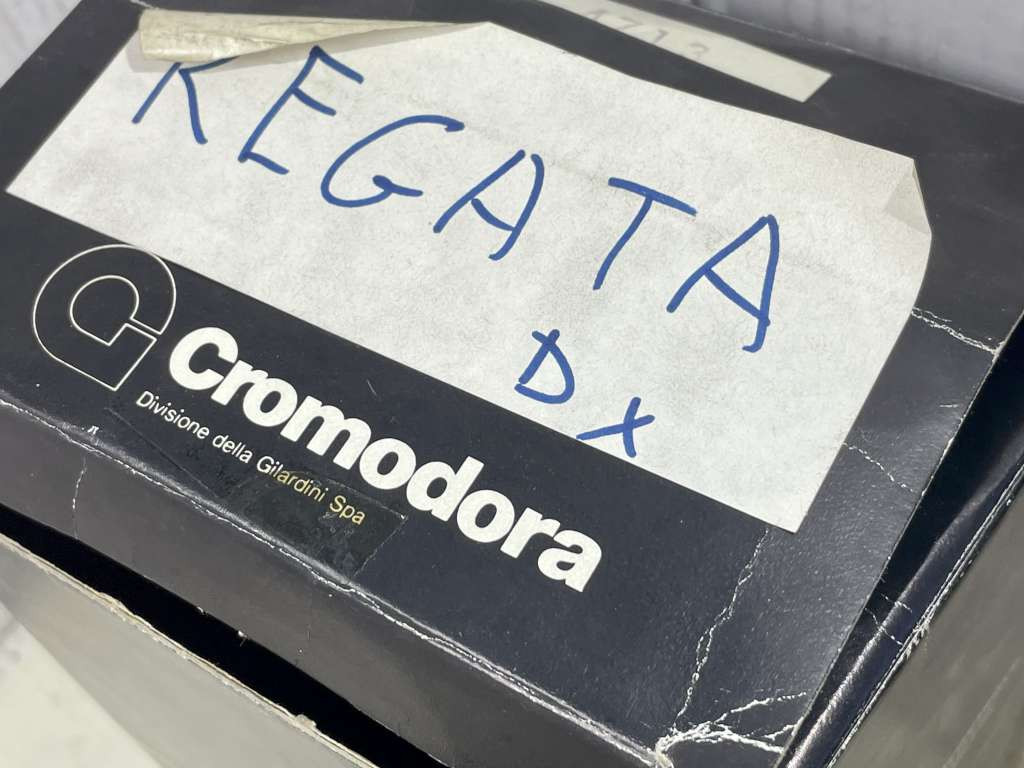 REGATA
DX
Cromodora
Divisione della Gilardini Spa